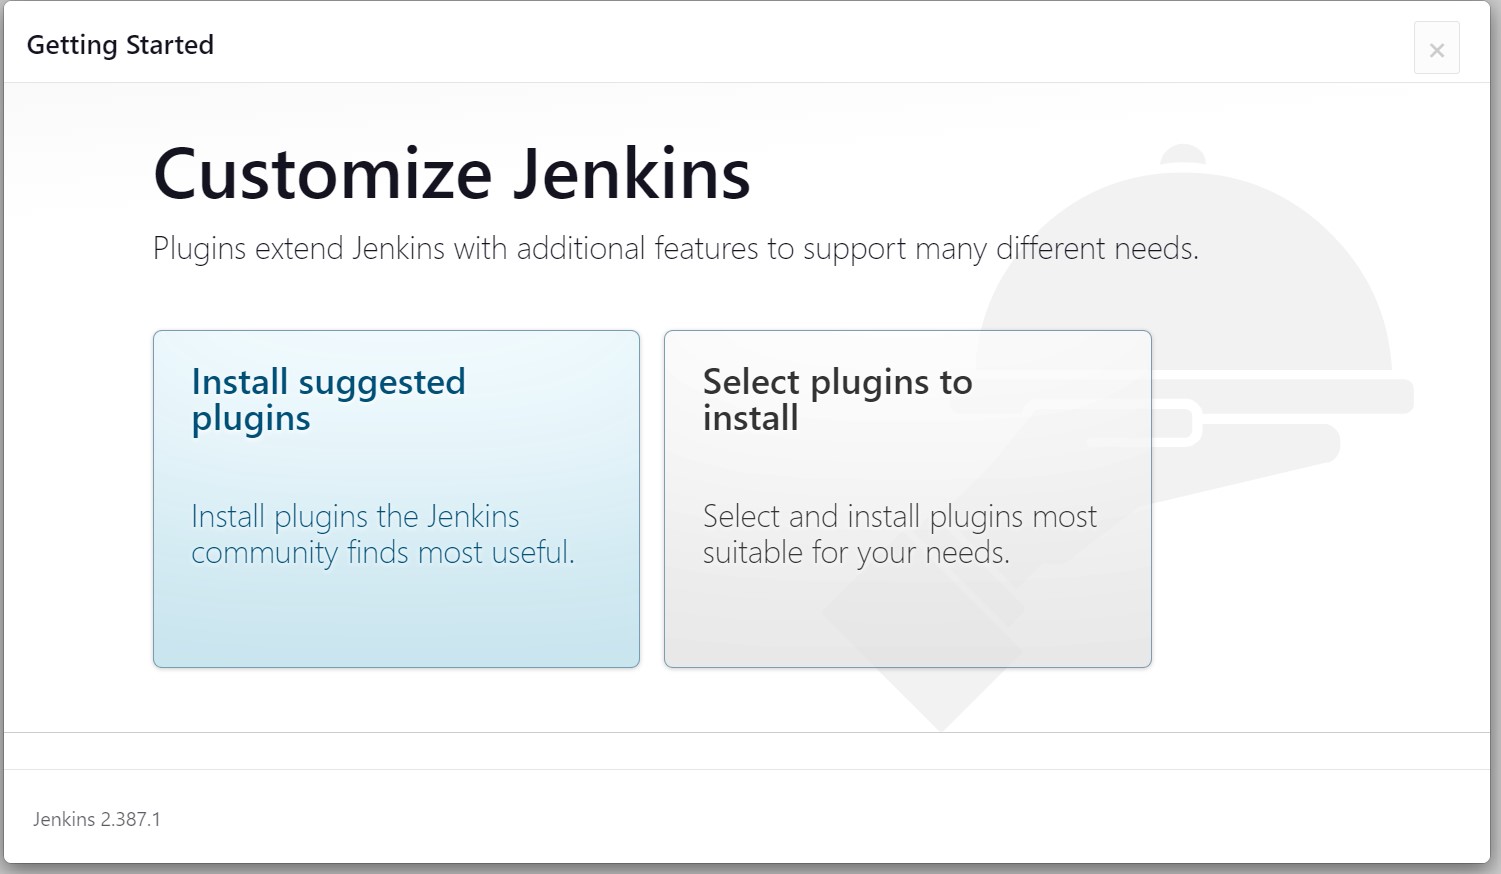 Getting Started
×
Customize Jenkins
Plugins extend Jenkins with additional features to support many different needs.
Install suggested
plugins
Install plugins the Jenkins
community finds most useful.
Select plugins to
install
Select and install plugins most
suitable for your needs.
Jenkins 2.387.1